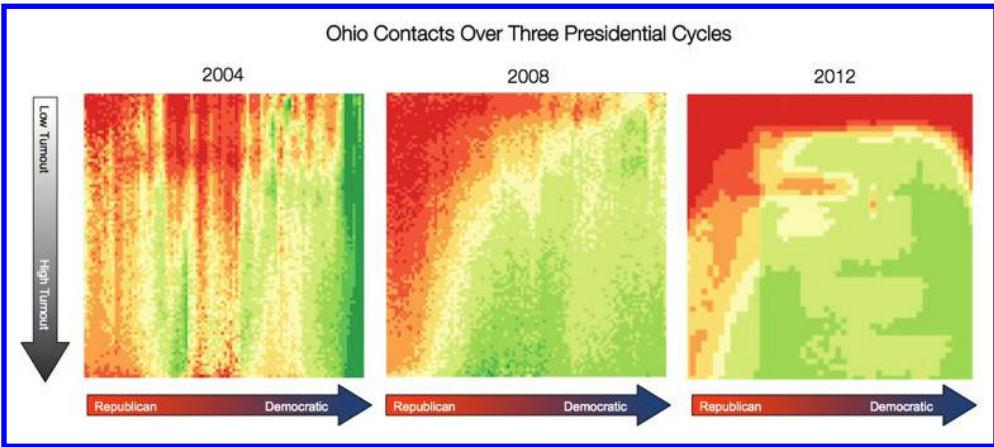 Ohio Contacts Over Three Presidential Cycles
2004
2008
2012
Low Turnout
High Turnout
Republican Democratic
Republican Democratic
Republican Democratic